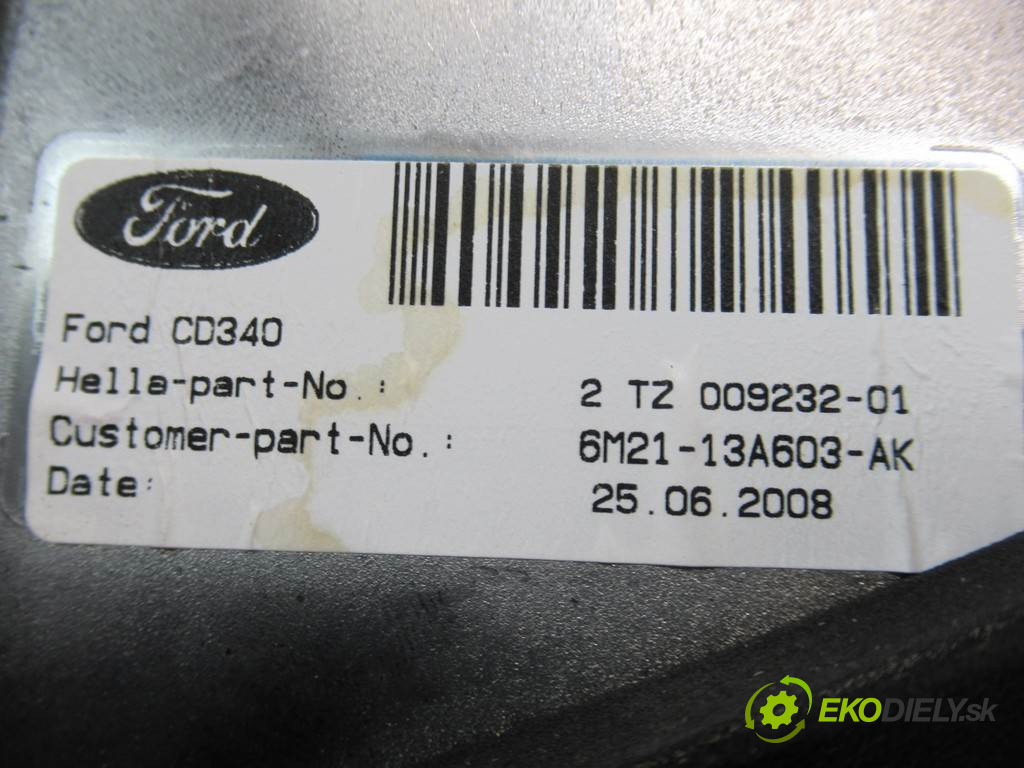 Ford
Ford CD340
Hella-part-No.: 2 TZ 009232-01
Customer-part-No.: 6M21-13A603-AK
Date: 25.06.2008
EKODIELY.sk